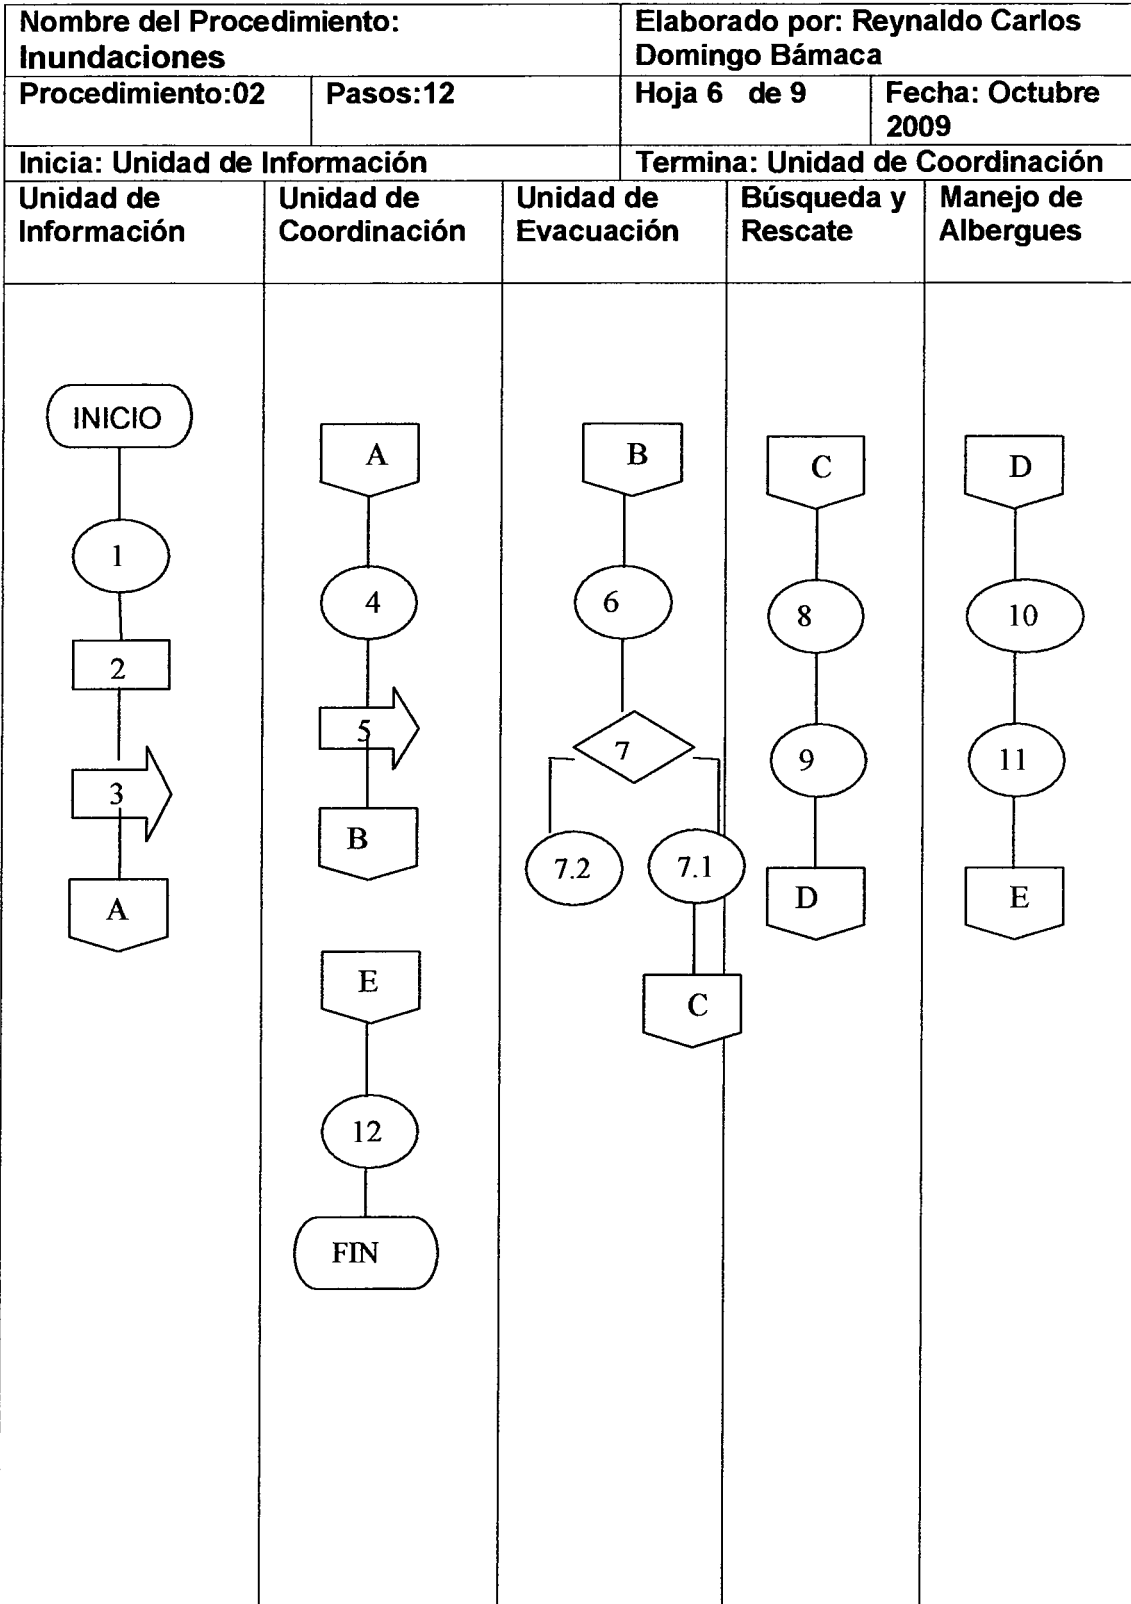 Nombre del Procedimiento:
Inundaciones
Elaborado por: Reynaldo Carlos
Domingo Bámaca
Procedimiento:02
Pasos:12
Hoja 6 de 9
Fecha: Octubre
2009
Inicia: Unidad de Información
Termina: Unidad de Coordinación
Unidad de
Información
Unidad de
Coordinación
Unidad de
Evacuación
Búsqueda y
Rescate
Manejo de
Albergues
INICIO
1
2
3
A
A
4
5
B
E
12
FIN
B
6
7
7.2
7.1
C
C
8
9
D
D
10
11
E